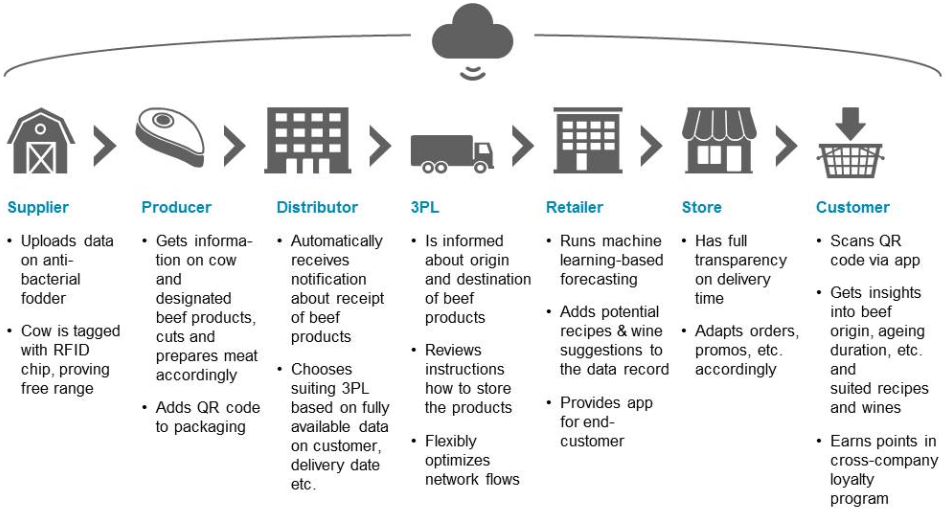 Supplier
• Uploads data
on anti-
bacterial
fodder
• Cow is tagged
with RFID
chip, proving
free range
Producer
• Gets informa-
tion on cow
and
designated
beef products,
cuts and
prepares meat
accordingly
• Adds QR code
to packaging
Distributor
• Automatically
receives
notification
about receipt
of beef
products
• Chooses
suiting 3PL
based on fully
available data
on customer,
delivery date
etc.
3PL
• Is informed
about origin
and destination
of beef
products
• Reviews
instructions
how to store
the products
• Flexibly
optimizes
network flows
Retailer
• Runs machine
learning-based
forecasting
• Adds potential
recipes & wine
suggestions to
the data record
• Provides app
for end-
customer
Store
• Has full
transparency
on delivery
time
• Adapts orders,
promos, etc.
accordingly
Customer
• Scans QR
code via app
• Gets insights
into beef
origin, ageing
duration, etc.
and
suited recipes
and wines
• Earns points in
cross-company
loyalty
program